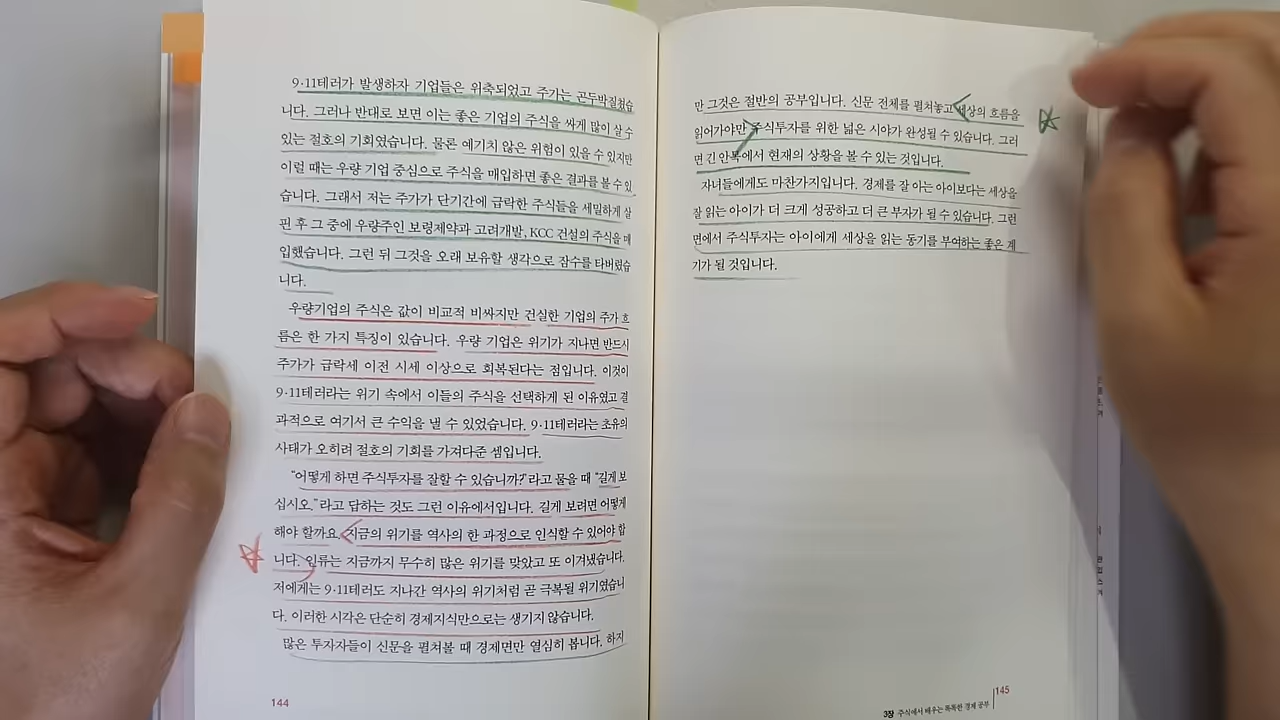 9·11테러가 발생하자 기업들은 위축되었고 주가는 곤두박질쳤습
니다. 그러나 반대로 보면 이는 좋은 기업의 주식을 싸게 많이 살 수
있는 절호의 기회였습니다. 물론 예기치 않은 위험이 있을 수 있지만
이럴 때는 우량 기업 중심으로 주식을 매입하면 좋은 결과를 볼 수 있
습니다. 그래서 저는 주가가 단기간에 급락한 주식들을 세밀하게 살
핀 후 그 중에 우량주인 보령제약과 고려개발, KCC 건설의 주식을 매
입했습니다. 그런 뒤 그것을 오래 보유할 생각으로 잠수를 타버렸습
니다.
우량기업의 주식은 값이 비교적 비싸지만 건실한 기업의 주가 흐
름은 한 가지 특징이 있습니다. 우량 기업은 위기가 지나면 반드시
주가가 급락세 이전 시세 이상으로 회복된다는 점입니다. 이것이
9·11테러라는 위기 속에서 이들의 주식을 선택하게 된 이유였고 결
과적으로 여기서 큰 수익을 낼 수 있었습니다. 9·11테러라는 초유의
사태가 오히려 절호의 기회를 가져다준 셈입니다.
"어떻게 하면 주식투자를 잘할 수 있습니까?"라고 물을 때 "길게 보
십시오."라고 답하는 것도 그런 이유에서입니다. 길게 보려면 어떻게
해야 할까요. 지금의 위기를 역사의 한 과정으로 인식할 수 있어야 합
니다. 인류는 지금까지 무수히 많은 위기를 맞았고 또 이겨냈습니다.
저에게는 9·11테러도 지나간 역사의 위기처럼 곧 극복될 위기였습니
다. 이러한 시각은 단순히 경제지식만으로는 생기지 않습니다.
많은 투자자들이 신문을 펼쳐볼 때 경제면만 열심히 봅니다. 하지
144
만 그것은 절반의 공부입니다. 신문 전체를 펼쳐놓고 세상의 흐름을
읽어가야만 주식투자를 위한 넓은 시야가 완성될 수 있습니다. 그러
면 긴 안목에서 현재의 상황을 볼 수 있는 것입니다.
자녀들에게도 마찬가지입니다. 경제를 잘 아는 아이보다는 세상을
잘 읽는 아이가 더 크게 성공하고 더 큰 부자가 될 수 있습니다. 그런
면에서 주식투자는 아이에게 세상을 읽는 동기를 부여하는 좋은 계
기가 될 것입니다.
3장 주식에서 배우는 똑똑한 경제 공부
145